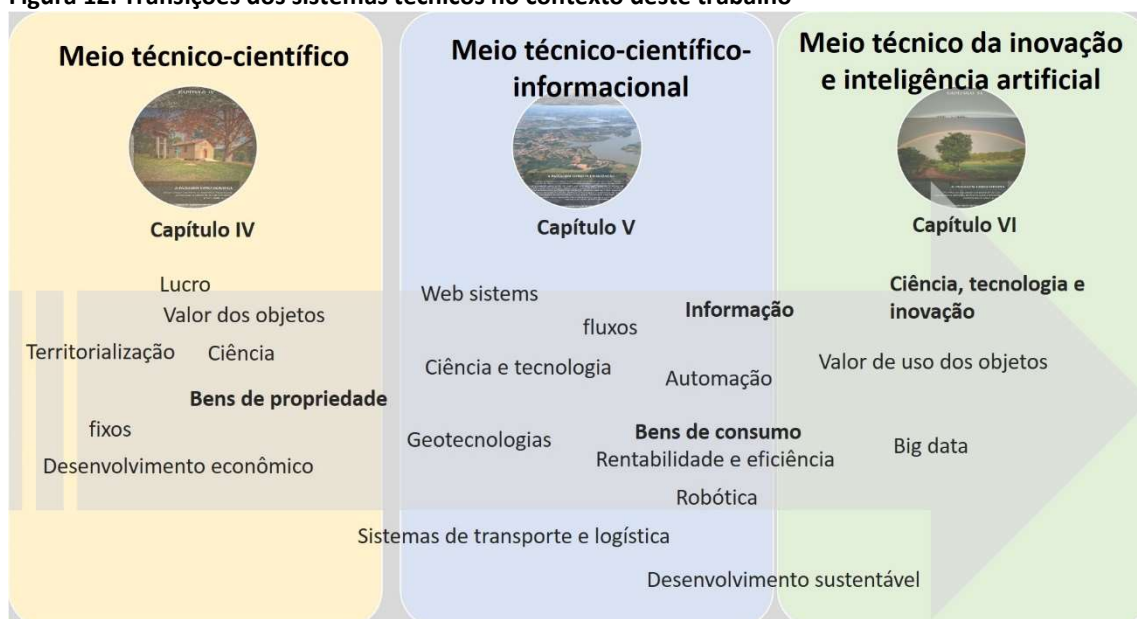 Figura 12. Transições dos sistemas técnicos no contexto deste trabalho
Meio técnico-científico
Capítulo IV
Lucro
Valor dos objetos
Territorialização
Ciência
Bens de propriedade
fixos
Desenvolvimento econômico
Meio técnico-científico-
informacional
Capítulo V
Web sistems
Informação
fluxos
Ciência e tecnologia
Automação
Geotecnologias
Bens de consumo
Rentabilidade e eficiência
Robótica
Sistemas de transporte e logística
Desenvolvimento sustentável
Meio técnico da inovação
e inteligência artificial
Capítulo VI
Ciência, tecnologia e
inovação
Valor de uso dos objetos
Big data